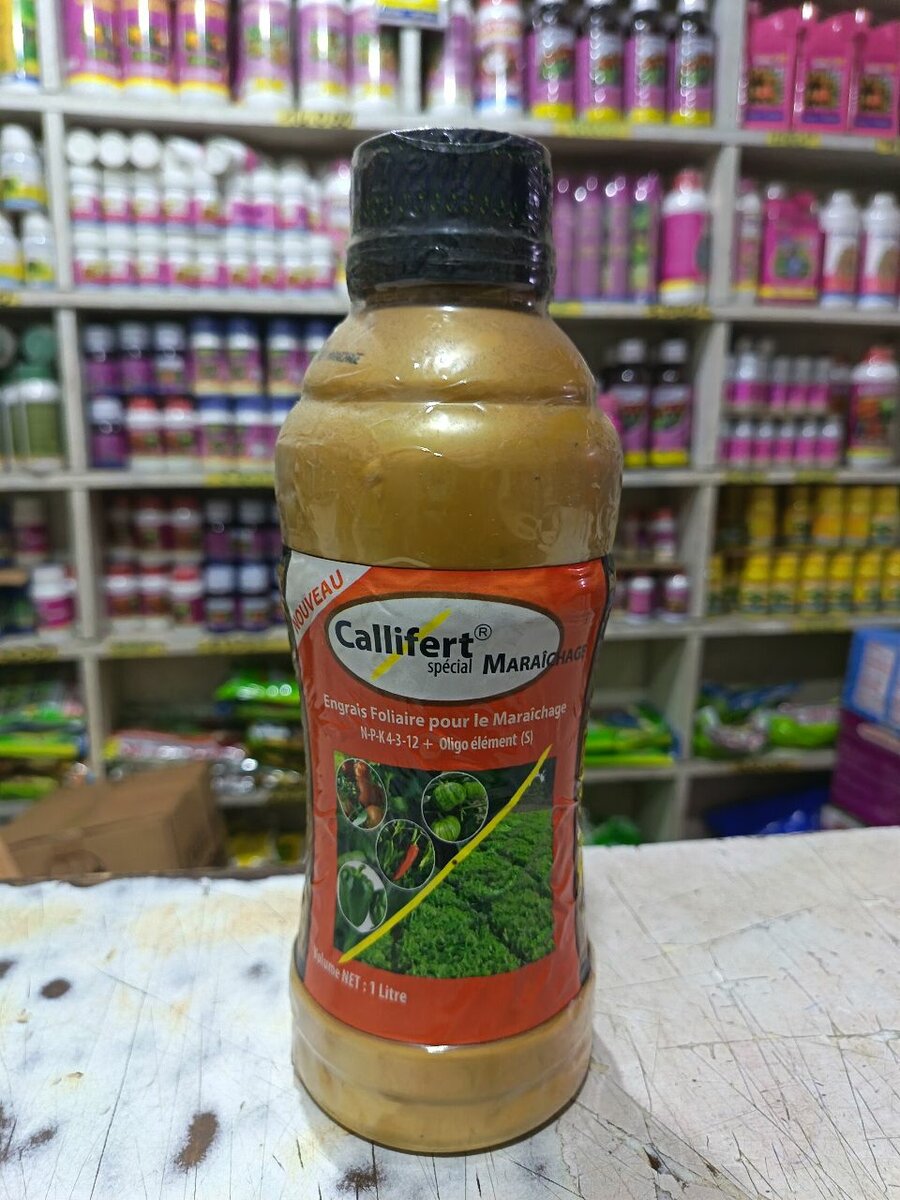 NOUVEAU
Callifert®
spécial MARAÎCHAGE
Engrais Foliaire pour le Maraîchage
N-P-K 4-3-12 + Oligo élément (S)
Volume NET : 1 Litre